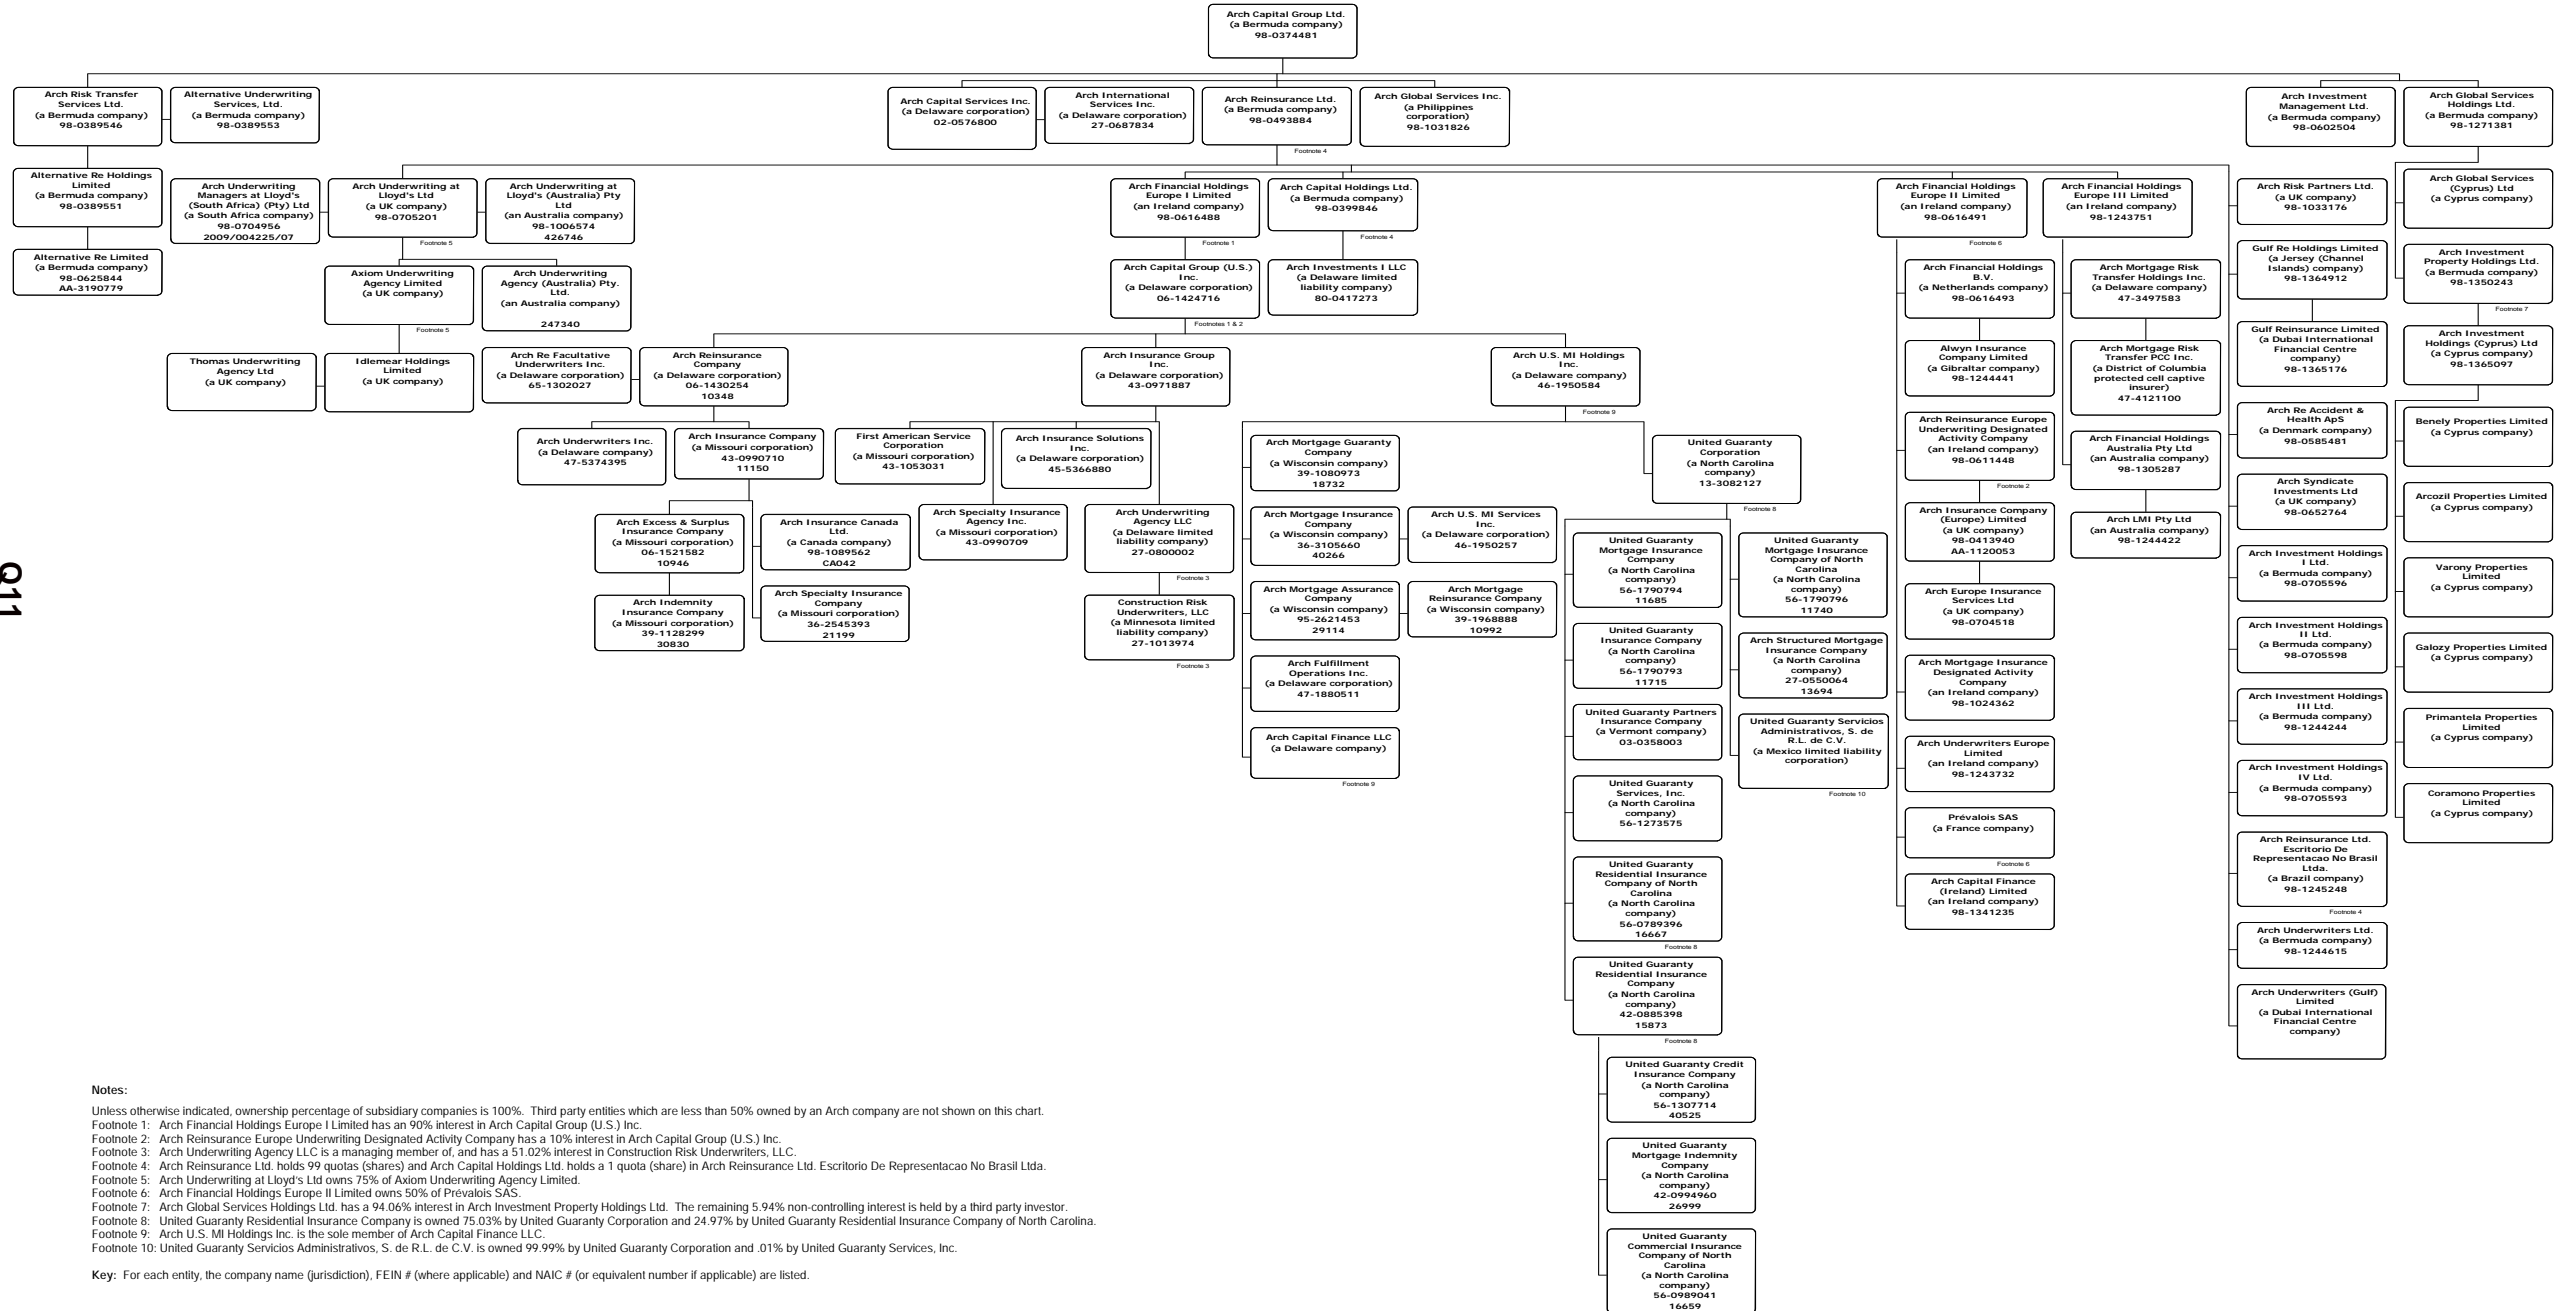 Arch Capital Group Ltd.
(a Bermuda company)
98-0374481
Arch Risk Transfer
Services Ltd.
(a Bermuda company)
98-0389546
Alternative Underwriting
Services, Ltd.
(a Bermuda company)
98-0389553
Arch Capital Services Inc.
(a Delaware corporation)
02-0576800
Arch International
Services Inc.
(a Delaware corporation)
27-0687834
Arch Reinsurance Ltd.
(a Bermuda company)
98-0493884
Footnote 4
Arch Global Services Inc.
(a Philippines
corporation)
98-1031826
Arch Investment
Management Ltd.
(a Bermuda company)
98-0602504
Arch Global Services
Holdings Ltd.
(a Bermuda company)
98-1271381
Alternative Re Holdings
Limited
(a Bermuda company)
98-0389551
Alternative Re Limited
(a Bermuda company)
98-0625844
AA-3190779
Arch Underwriting
Managers at Lloyd's
(South Africa) (Pty) Ltd
(a South Africa company)
98-0704956
2009/004225/07
Arch Underwriting at
Lloyd's Ltd
(a UK company)
98-0705201
Footnote 5
Arch Underwriting at
Lloyd's (Australia) Pty
Ltd
(an Australia company)
98-1006574
426746
Axiom Underwriting
Agency Limited
(a UK company)
Footnote 5
Arch Underwriting
Agency (Australia) Pty.
Ltd.
(an Australia company)
247340
Thomas Underwriting
Agency Ltd
(a UK company)
Idlemear Holdings
Limited
(a UK company)
Arch Financial Holdings
Europe I Limited
(an Ireland company)
98-0616488
Footnote 1
Arch Capital Holdings Ltd.
(a Bermuda company)
98-0399846
Footnote 4
Arch Capital Group (U.S.)
Inc.
(a Delaware corporation)
06-1424716
Footnotes 1 & 2
Arch Investments I LLC
(a Delaware limited
liability company)
80-0417273
Arch Re Facultative
Underwriters Inc.
(a Delaware corporation)
65-1302027
Arch Reinsurance
Company
(a Delaware corporation)
06-1430254
10348
Arch Insurance Group
Inc.
(a Delaware corporation)
43-0971887
Arch U.S. MI Holdings
Inc.
(a Delaware company)
46-1950584
Footnote 9
Arch Underwriters Inc.
(a Delaware company)
47-5374395
Arch Insurance Company
(a Missouri corporation)
43-0990710
11150
First American Service
Corporation
(a Missouri corporation)
43-1053031
Arch Insurance Solutions
Inc.
(a Delaware corporation)
45-5366880
Arch Excess & Surplus
Insurance Company
(a Missouri corporation)
06-1521582
10946
Arch Insurance Canada
Ltd.
(a Canada company)
98-1089562
CA042
Arch Indemnity
Insurance Company
(a Missouri corporation)
39-1128299
30830
Arch Specialty Insurance
Company
(a Missouri corporation)
36-2545393
21199
Arch Specialty Insurance
Agency Inc.
(a Missouri corporation)
43-0990709
Arch Underwriting
Agency LLC
(a Delaware limited
liability company)
27-0800002
Footnote 3
Construction Risk
Underwriters, LLC
(a Minnesota limited
liability company)
27-1013974
Footnote 3
Arch Mortgage Guaranty
Company
(a Wisconsin company)
39-1080973
18732
Arch Mortgage Insurance
Company
(a Wisconsin company)
36-3105660
40266
Arch U.S. MI Services
Inc.
(a Delaware corporation)
46-1950257
Arch Mortgage Assurance
Company
(a Wisconsin company)
95-2621453
29114
Arch Mortgage
Reinsurance Company
(a Wisconsin company)
39-1968888
10992
Arch Fulfillment
Operations Inc.
(a Delaware corporation)
47-1880511
Arch Capital Finance LLC
(a Delaware company)
Footnote 9
United Guaranty
Corporation
(a North Carolina
company)
13-3082127
Footnote 8
United Guaranty
Mortgage Insurance
Company
(a North Carolina
company)
56-1790794
11685
United Guaranty
Mortgage Insurance
Company of North
Carolina
(a North Carolina
company)
56-1790796
11740
United Guaranty
Insurance Company
(a North Carolina
company)
56-1790793
11715
Arch Structured Mortgage
Insurance Company
(a North Carolina
company)
27-0550064
13694
United Guaranty Partners
Insurance Company
(a Vermont company)
03-0358003
United Guaranty Servicios
Administrativos, S. de
R.L. de C.V.
(a Mexico limited liability
corporation)
Footnote 10
United Guaranty
Services, Inc.
(a North Carolina
company)
56-1273575
United Guaranty
Residential Insurance
Company of North
Carolina
(a North Carolina
company)
56-0789396
16667
Footnote 8
United Guaranty
Residential Insurance
Company
(a North Carolina
company)
42-0885398
15873
Footnote 8
United Guaranty Credit
Insurance Company
(a North Carolina
company)
56-1307714
40525
United Guaranty
Mortgage Indemnity
Company
(a North Carolina
company)
42-0994960
26999
United Guaranty
Commercial Insurance
Company of North
Carolina
(a North Carolina
company)
56-0989041
16659
Arch Financial Holdings
Europe II Limited
(an Ireland company)
98-0616491
Footnote 6
Arch Financial Holdings
Europe III Limited
(an Ireland company)
98-1243751
Arch Financial Holdings
B.V.
(a Netherlands company)
98-0616493
Alwyn Insurance
Company Limited
(a Gibraltar company)
98-1244441
Arch Reinsurance Europe
Underwriting Designated
Activity Company
(an Ireland company)
98-0611448
Footnote 2
Arch Insurance Company
(Europe) Limited
(a UK company)
98-0413940
AA-1120053
Arch Europe Insurance
Services Ltd
(a UK company)
98-0704518
Arch Mortgage Insurance
Designated Activity
Company
(an Ireland company)
98-1024362
Arch Underwriters Europe
Limited
(an Ireland company)
98-1243732
Prévalois SAS
(a France company)
Footnote 6
Arch Capital Finance
(Ireland) Limited
(an Ireland company)
98-1341235
Arch Mortgage Risk
Transfer Holdings Inc.
(a Delaware company)
47-3497583
Arch Mortgage Risk
Transfer PCC Inc.
(a District of Columbia
protected cell captive
insurer)
47-4121100
Arch Financial Holdings
Australia Pty Ltd
(an Australia company)
98-1305287
Arch LMI Pty Ltd
(an Australia company)
98-1244422
Arch Risk Partners Ltd.
(a UK company)
98-1033176
Gulf Re Holdings Limited
(a Jersey (Channel
Islands) company)
98-1364912
Gulf Reinsurance Limited
(a Dubai International
Financial Centre
company)
98-1365176
Arch Re Accident &
Health ApS
(a Denmark company)
98-0585481
Arch Syndicate
Investments Ltd
(a UK company)
98-0652764
Arch Investment Holdings
I Ltd.
(a Bermuda company)
98-0705596
Arch Investment Holdings
II Ltd.
(a Bermuda company)
98-0705598
Arch Investment Holdings
III Ltd.
(a Bermuda company)
98-1244244
Arch Investment Holdings
IV Ltd.
(a Bermuda company)
98-0705593
Arch Reinsurance Ltd.
Escritorio De
Representacao No Brasil
Ltda.
(a Brazil company)
98-1245248
Footnote 4
Arch Underwriters Ltd.
(a Bermuda company)
98-1244615
Arch Underwriters (Gulf)
Limited
(a Dubai International
Financial Centre
company)
Arch Global Services
(Cyprus) Ltd
(a Cyprus company)
Arch Investment
Property Holdings Ltd.
(a Bermuda company)
98-1350243
Footnote 7
Arch Investment
Holdings (Cyprus) Ltd
(a Cyprus company)
98-1365097
Benely Properties Limited
(a Cyprus company)
Arcozil Properties Limited
(a Cyprus company)
Varony Properties
Limited
(a Cyprus company)
Galozy Properties Limited
(a Cyprus company)
Primantela Properties
Limited
(a Cyprus company)
Coramono Properties
Limited
(a Cyprus company)
Q11
Notes:
Unless otherwise indicated, ownership percentage of subsidiary companies is 100%. Third party entities which are less than 50% owned by an Arch company are not shown on this chart.
Footnote 1: Arch Financial Holdings Europe I Limited has an 90% interest in Arch Capital Group (U.S.) Inc.
Footnote 2: Arch Reinsurance Europe Underwriting Designated Activity Company has a 10% interest in Arch Capital Group (U.S.) Inc.
Footnote 3: Arch Underwriting Agency LLC is a managing member of, and has a 51.02% interest in Construction Risk Underwriters, LLC.
Footnote 4: Arch Reinsurance Ltd. holds 99 quotas (shares) and Arch Capital Holdings Ltd. holds a 1 quota (share) in Arch Reinsurance Ltd. Escritorio De Representacao No Brasil Ltda.
Footnote 5: Arch Underwriting at Lloyd's Ltd owns 75% of Axiom Underwriting Agency Limited.
Footnote 6: Arch Financial Holdings Europe II Limited owns 50% of Prévalois SAS.
Footnote 7: Arch Global Services Holdings Ltd. has a 94.06% interest in Arch Investment Property Holdings Ltd. The remaining 5.94% non-controlling interest is held by a third party investor.
Footnote 8: United Guaranty Residential Insurance Company is owned 75.03% by United Guaranty Corporation and 24.97% by United Guaranty Residential Insurance Company of North Carolina.
Footnote 9: Arch U.S. MI Holdings Inc. is the sole member of Arch Capital Finance LLC.
Footnote 10: United Guaranty Servicios Administrativos, S. de R.L. de C.V. is owned 99.99% by United Guaranty Corporation and .01% by United Guaranty Services, Inc.
Key: For each entity, the company name (jurisdiction), FEIN # (where applicable) and NAIC # (or equivalent number if applicable) are listed.